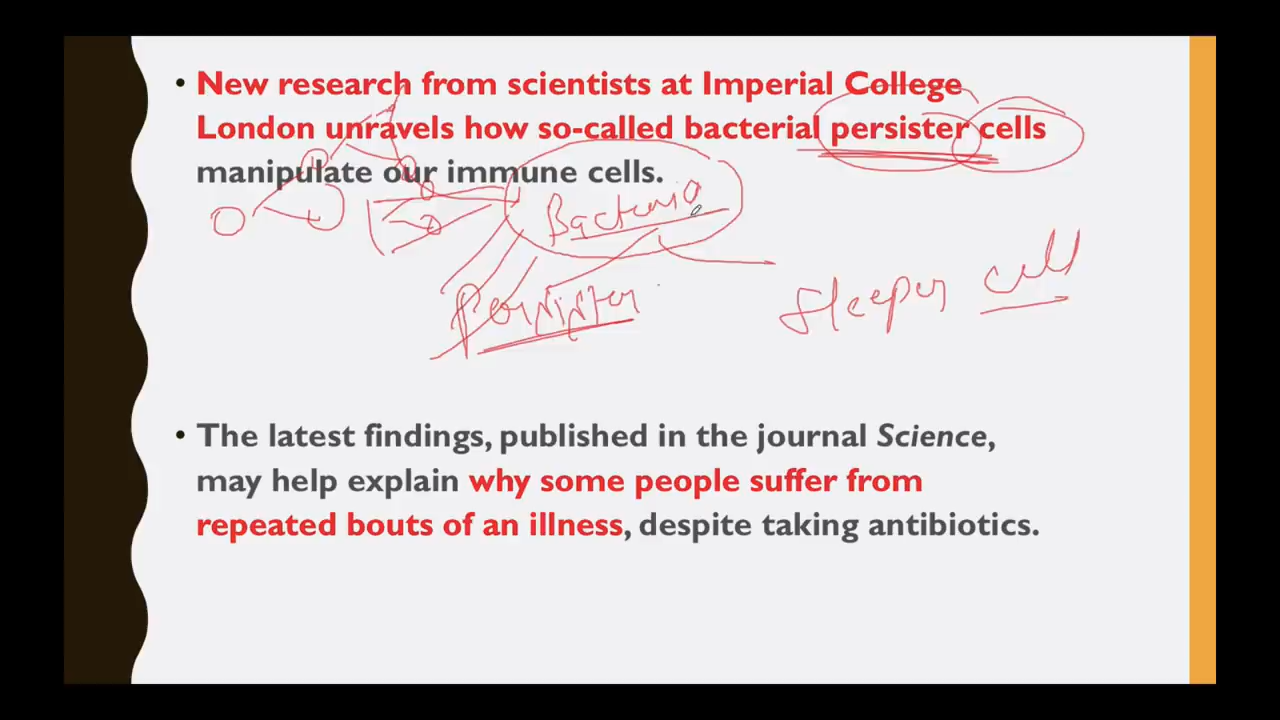 • New research from scientists at Imperial College
London unravels how so-called bacterial persister cells
manipulate our immune cells.
Bacteria
Persister
Sleeper cell
• The latest findings, published in the journal Science,
may help explain why some people suffer from
repeated bouts of an illness, despite taking antibiotics.